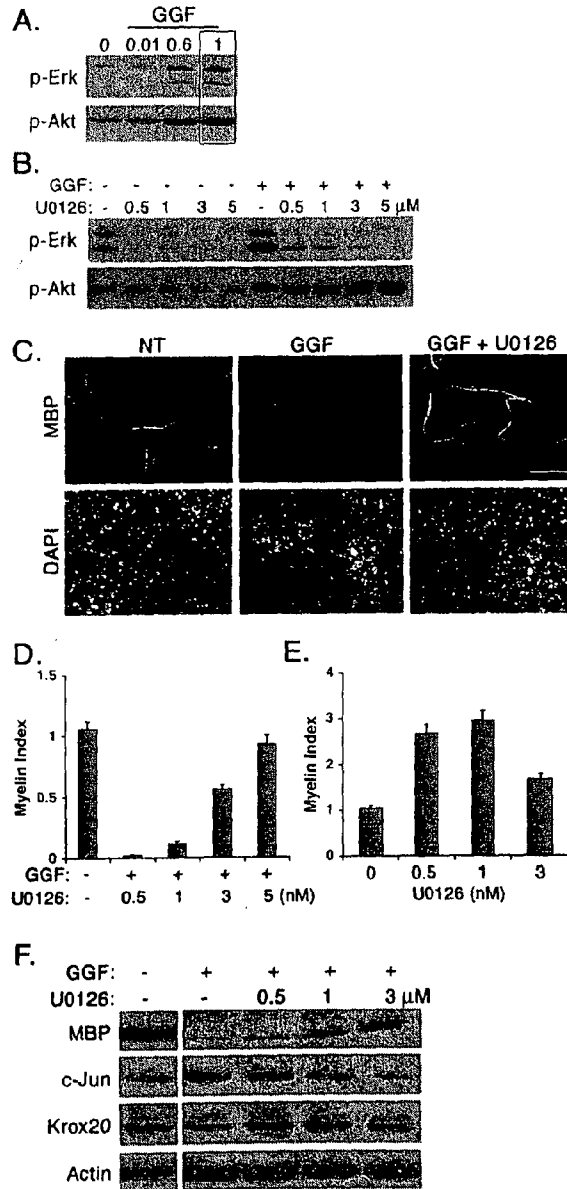 A.
GGF
0 0.01 0.6 1
p-Erk
p-Akt
B.
GGF: - - - - - + + + + +
U0126: - 0.5 1 3 5 - 0.5 1 3 5 μM
p-Erk
p-Akt
C.
NT GGF GGF + U0126
MBP
DAPI
D.
1.5
1
0.5
0
Myelin Index
GGF: - + + + +
U0126: - 0.5 1 3 5 (nM)
E.
4
3
2
1
0
Myelin Index
0 0.5 1 3
U0126 (nM)
F.
GGF: - + + + +
U0126: - - 0.5 1 3 μM
MBP
c-Jun
Krox20
Actin